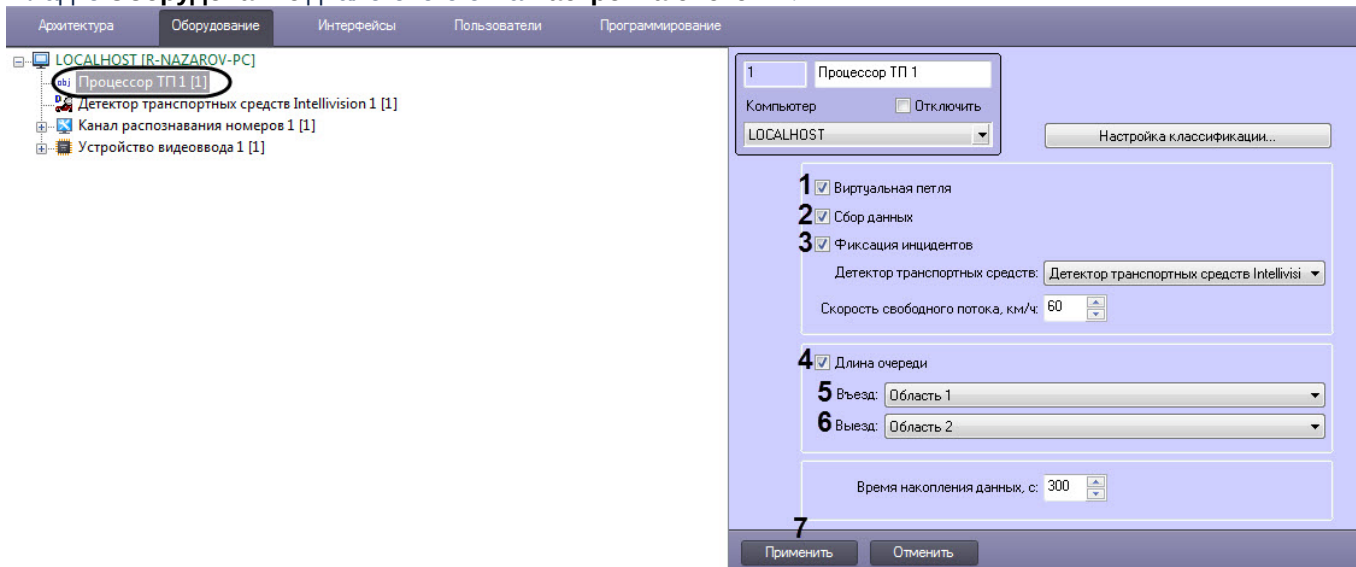 Архитектура Оборудование Интерфейсы Пользователи Программирование
LOCALHOST [R-NAZAROV-PC]
obj Процессор ТП 1 [1]
Детектор транспортных средств Intellivision 1 [1]
Канал распознавания номеров 1 [1]
Устройство видеоввода 1 [1]
1 Процессор ТП 1
Компьютер Отключить
LOCALHOST Настройка классификации...
1 Виртуальная петля
2 Сбор данных
3 Фиксация инцидентов
Детектор транспортных средств: Детектор транспортных средств Intellivisi
Скорость свободного потока, км/ч: 60
4 Длина очереди
5 Въезд: Область 1
6 Выезд: Область 2
Время накопления данных, с: 300
7
Применить Отменить